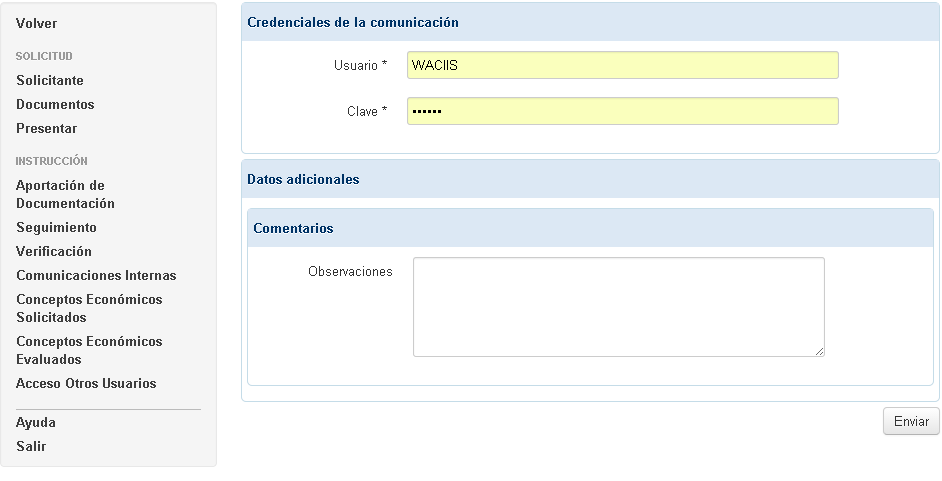 Volver
SOLICITUD
Solicitante
Documentos
Presentar
INSTRUCCIÓN
Aportación de
Documentación
Seguimiento
Verificación
Comunicaciones Internas
Conceptos Económicos
Solicitados
Conceptos Económicos
Evaluados
Acceso Otros Usuarios
Ayuda
Salir
Credenciales de la comunicación
Usuario * WACIIS
Clave * ••••••
Datos adicionales
Comentarios
Observaciones
Enviar